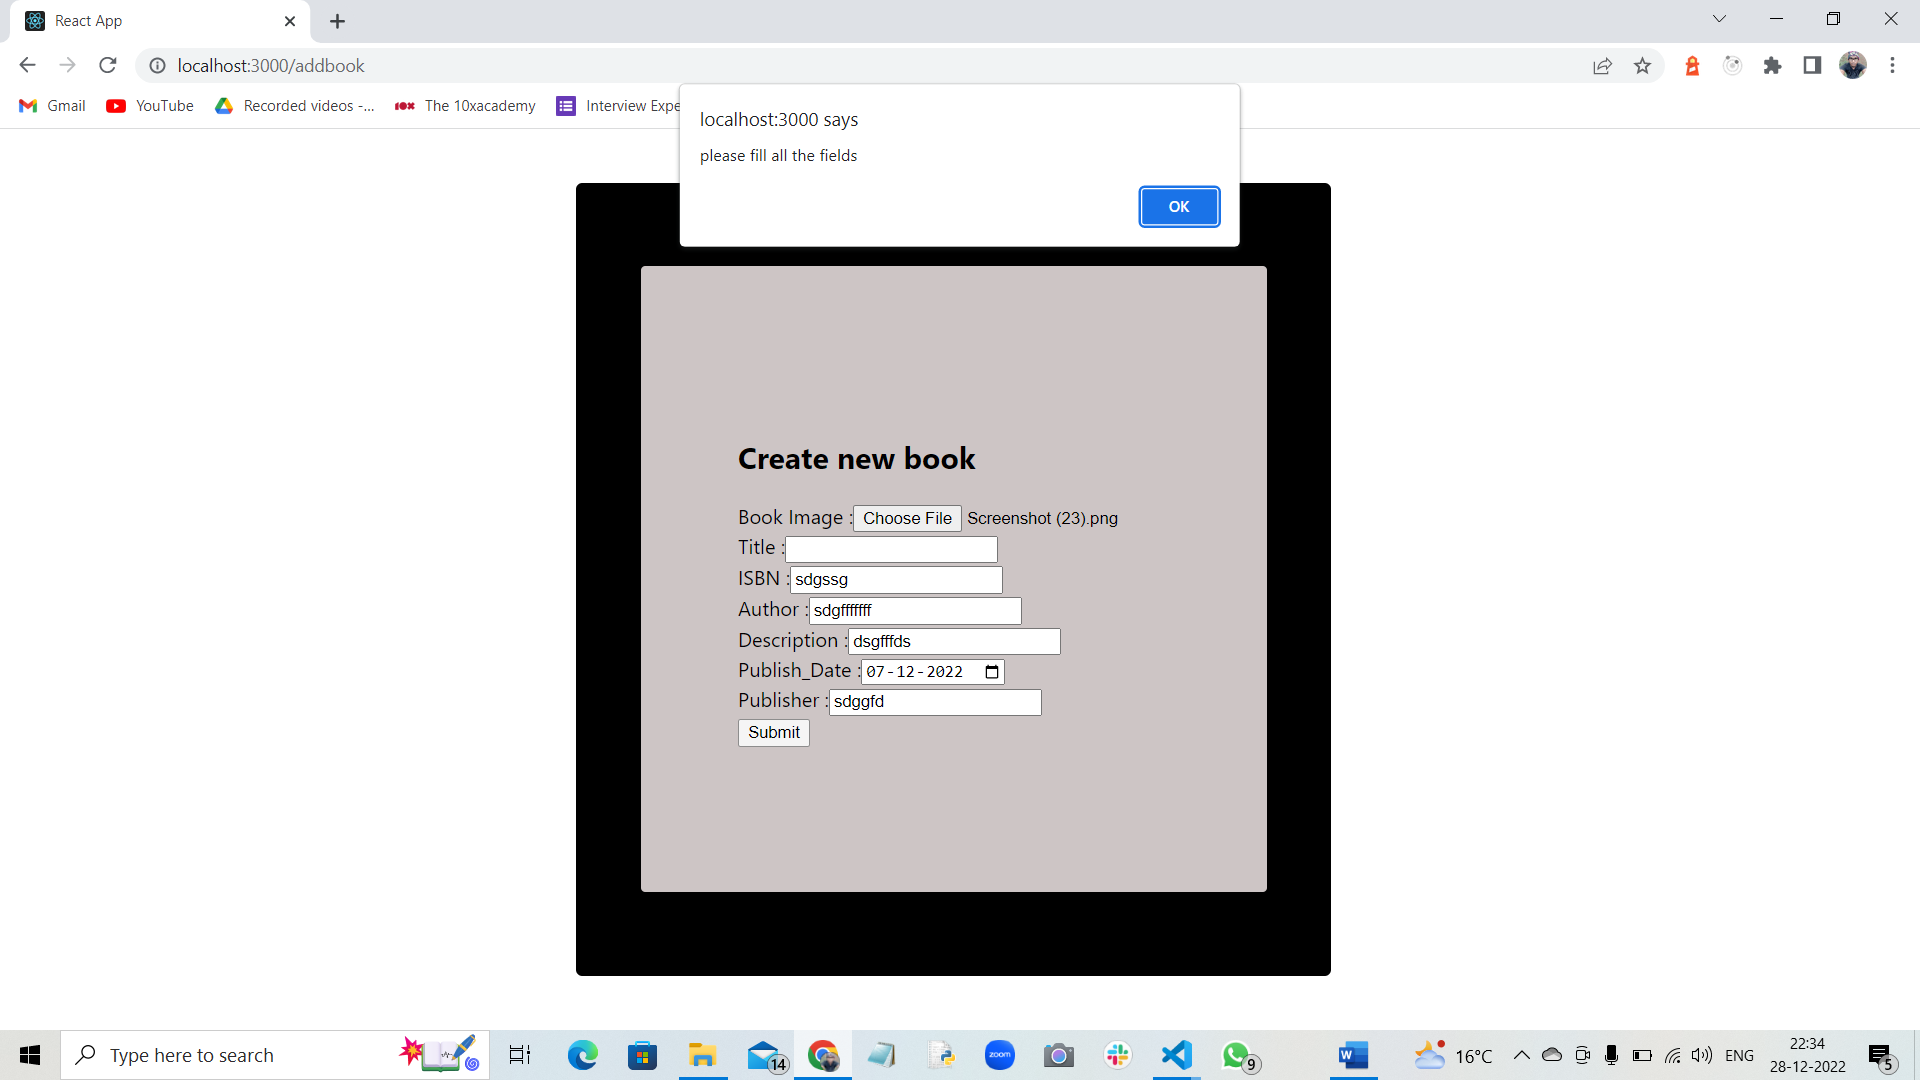 React App
localhost:3000/addbook
Gmail
YouTube
Recorded videos -...
The 10xacademy
Interview Expe
localhost:3000 says
please fill all the fields
OK
Create new book
Book Image : Choose File Screenshot (23).png
Title :
ISBN : sdgssg
Author : sdgfffffff
Description : dsgfffds
Publish_Date : 07-12-2022
Publisher : sdggfd
Submit
Type here to search
14
zoom
9
W
16°C
ENG
22:34
28-12-2022
5